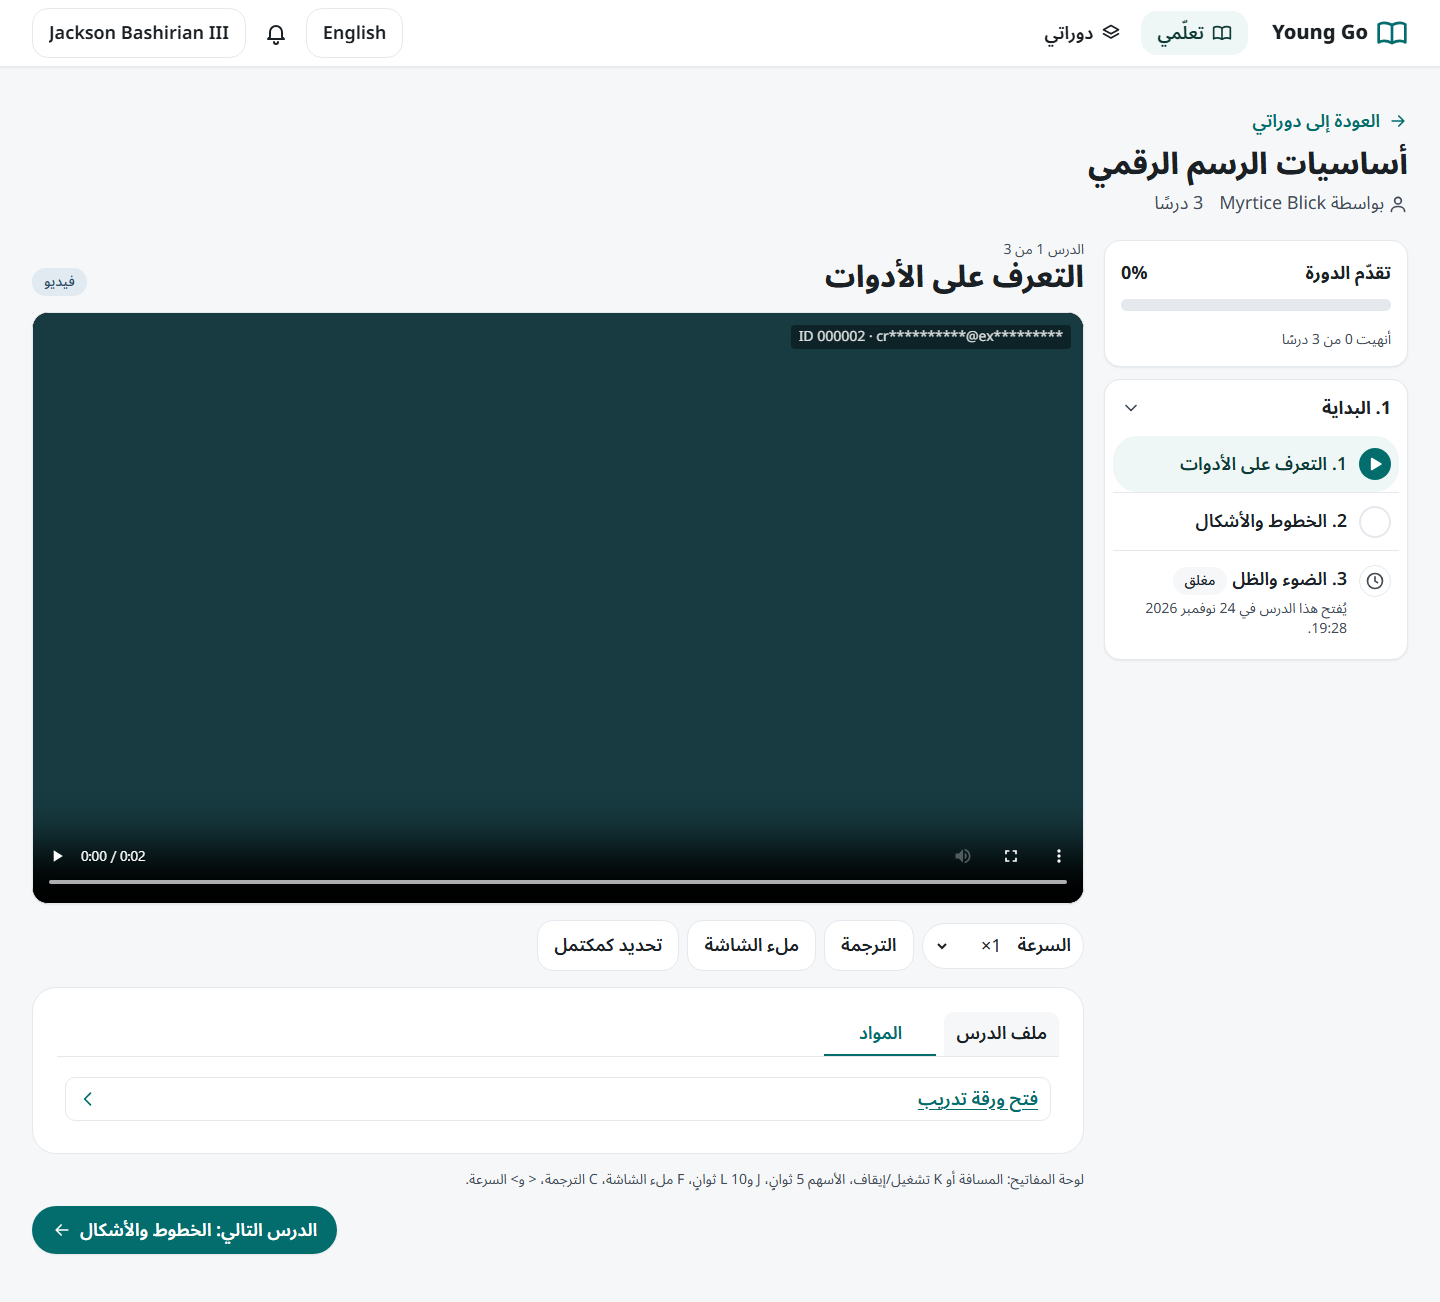 Young Go
تعلّمي
دوراتي
English
Jackson Bashirian III
العودة إلى دوراتي
أساسيات الرسم الرقمي
بواسطة Myrtice Blick
3 درسًا
تقدّم الدورة
0%
أنهيت 0 من 3 درسًا
1. البداية
1. التعرف على الأدوات
2. الخطوط والأشكال
3. الضوء والظل
مغلق
يُفتح هذا الدرس في 24 نوفمبر 2026
19:28.
الدرس 1 من 3
التعرف على الأدوات
فيديو
ID 000002 · cr**********@ex*********
0:00 / 0:02
السرعة
1×
الترجمة
ملء الشاشة
تحديد كمكتمل
ملف الدرس
المواد
فتح ورقة تدريب
لوحة المفاتيح: المسافة أو K تشغيل/إيقاف، الأسهم 5 ثوانٍ، J وL 10 ثوانٍ، F ملء الشاشة، C الترجمة، < و> السرعة.
الدرس التالي: الخطوط والأشكال